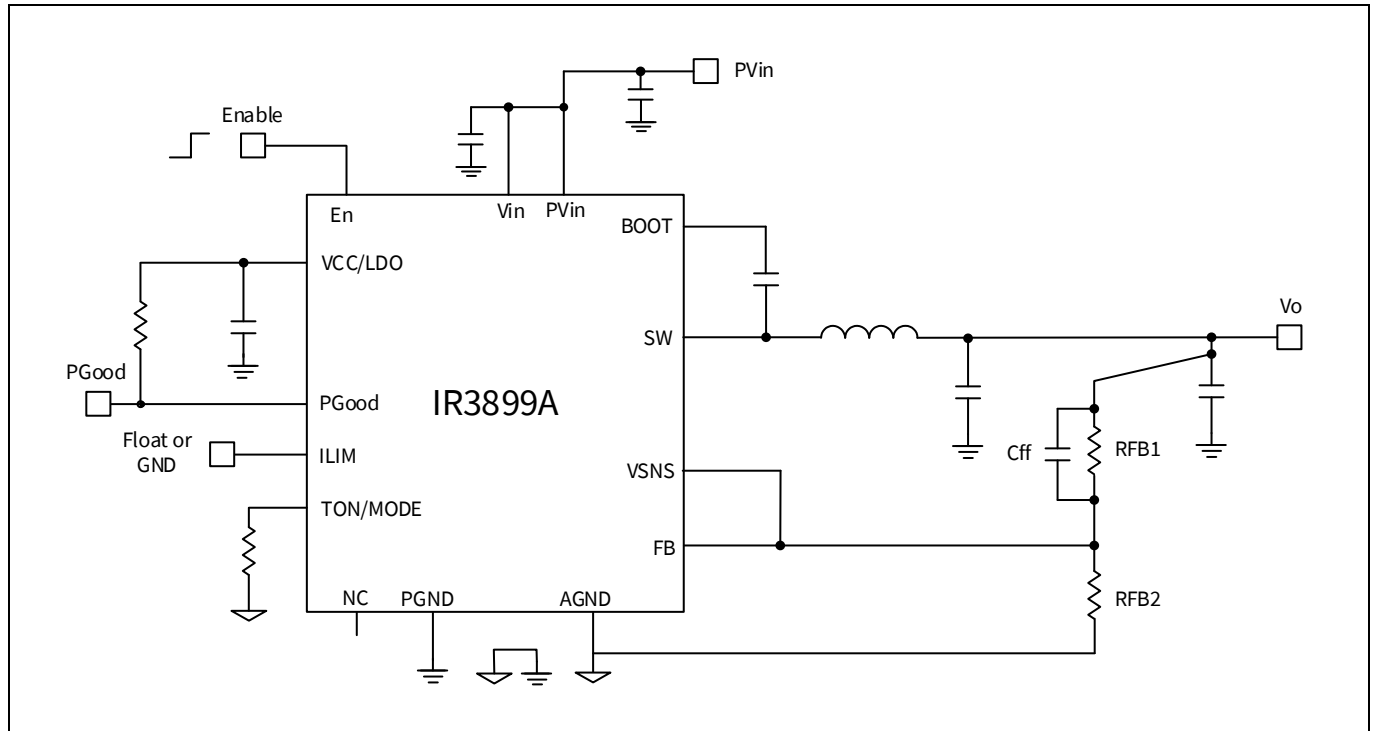 PVin
Enable
En
Vin
PVin
BOOT
VCC/LDO
Vo
SW
PGood
PGood
IR3899A
Float or
GND
ILIM
Cff
RFB1
VSNS
TON/MODE
FB
NC
PGND
AGND
RFB2